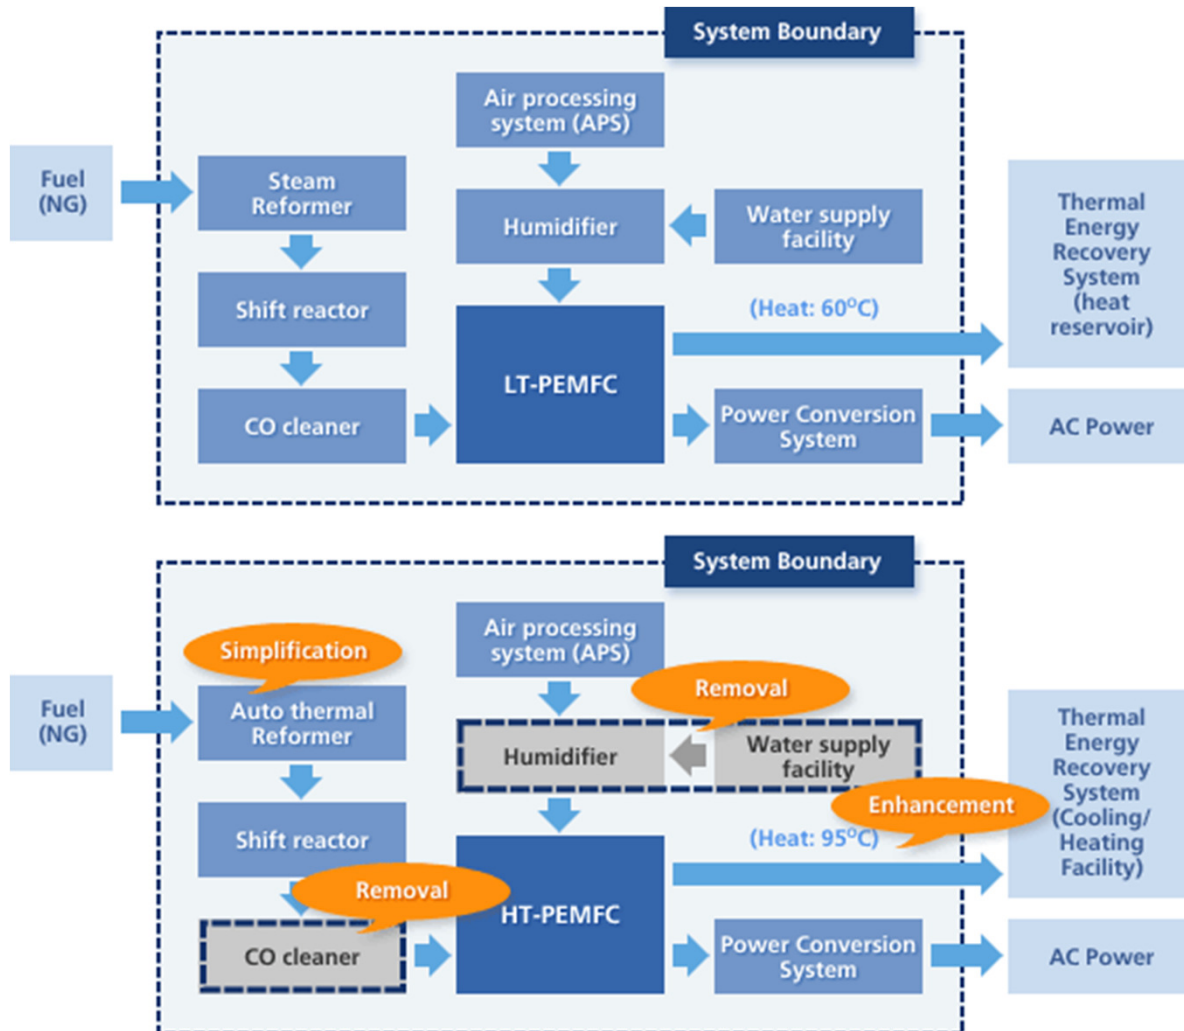 System Boundary
Air processing
system (APS)
Fuel
(NG)
Steam
Reformer
Humidifier
Water supply
facility
Thermal
Energy
Recovery
System
(heat
reservoir)
Shift reactor
(Heat: 60°C)
LT-PEMFC
CO cleaner
Power Conversion
System
AC Power
System Boundary
Air processing
system (APS)
Simplification
Fuel
(NG)
Auto thermal
Reformer
Removal
Humidifier
Water supply
facility
Thermal
Energy
Recovery
System
(Cooling/
Heating
Facility)
Enhancement
Shift reactor
(Heat: 95°C)
Removal
HT-PEMFC
CO cleaner
Power Conversion
System
AC Power